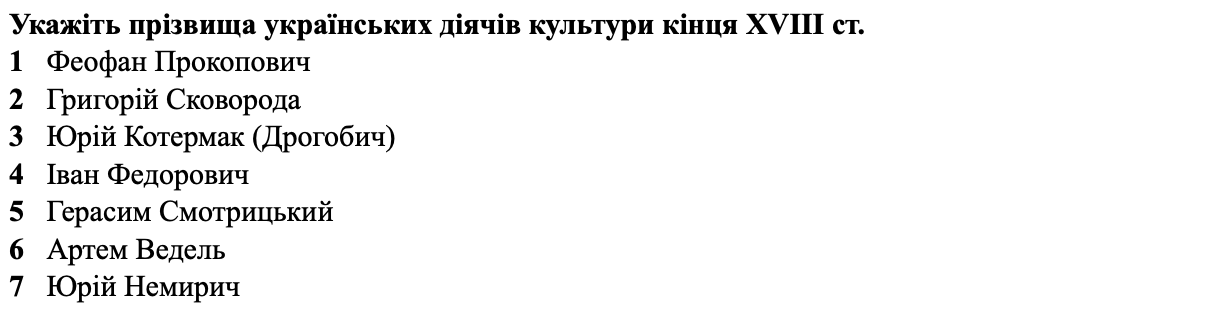 Укажіть прізвища українських діячів культури кінця XVIII ст.
1 Феофан Прокопович
2 Григорій Сковорода
3 Юрій Котермак (Дрогобич)
4 Іван Федорович
5 Герасим Смотрицький
6 Артем Ведель
7 Юрій Немирич